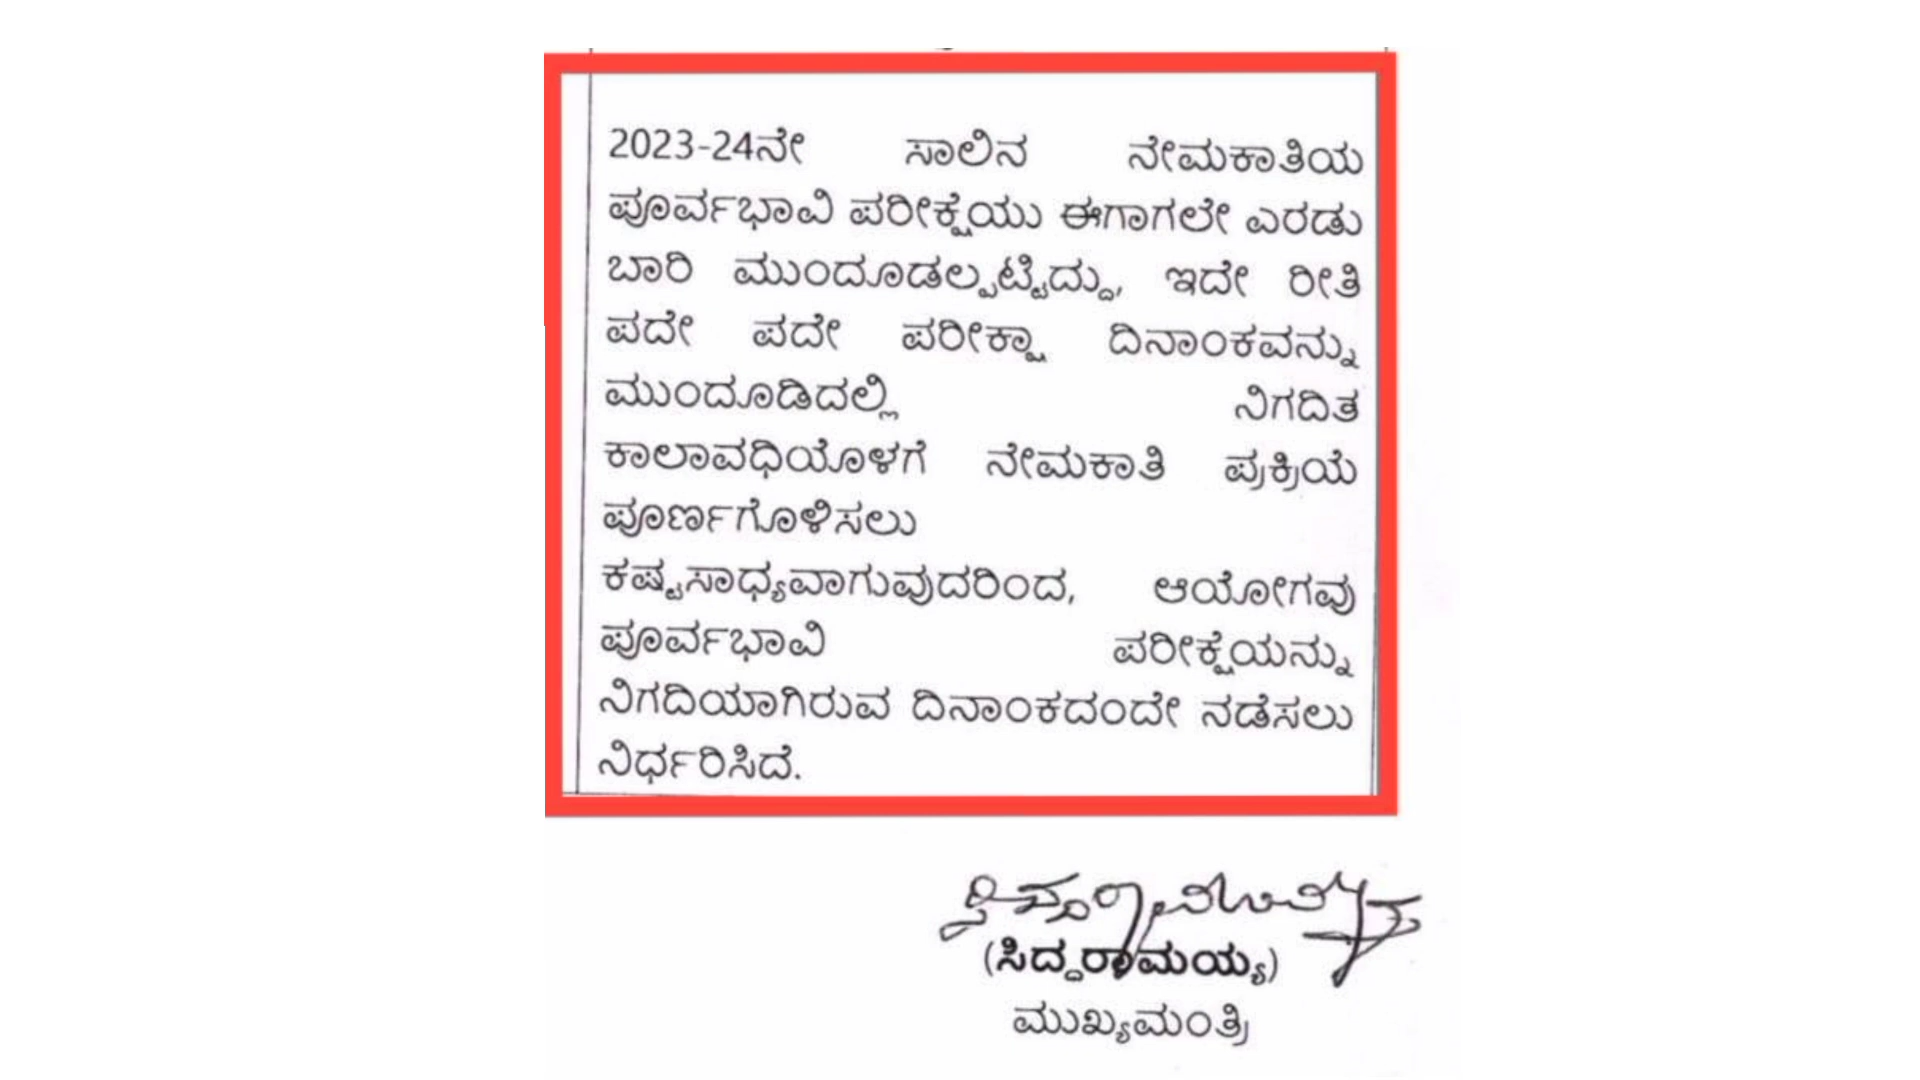 2023-24ನೇ ಸಾಲಿನ ನೇಮಕಾತಿಯ
ಪೂರ್ವಭಾವಿ ಪರೀಕ್ಷೆಯು ಈಗಾಗಲೇ ಎರಡು
ಬಾರಿ ಮುಂದೂಡಲ್ಪಟ್ಟಿದ್ದು, ಇದೇ ರೀತಿ
ಪದೇ ಪದೇ ಪರೀಕ್ಷಾ ದಿನಾಂಕವನ್ನು
ಮುಂದೂಡಿದಲ್ಲಿ ನಿಗದಿತ
ಕಾಲಾವಧಿಯೊಳಗೆ ನೇಮಕಾತಿ ಪ್ರಕ್ರಿಯೆ
ಪೂರ್ಣಗೊಳಿಸಲು
ಕಷ್ಟಸಾಧ್ಯವಾಗುವುದರಿಂದ, ಆಯೋಗವು
ಪೂರ್ವಭಾವಿ ಪರೀಕ್ಷೆಯನ್ನು
ನಿಗದಿಯಾಗಿರುವ ದಿನಾಂಕದಂದೇ ನಡೆಸಲು
ನಿರ್ಧರಿಸಿದೆ.
(ಸಿದ್ದರಾಮಯ್ಯ)
ಮುಖ್ಯಮಂತ್ರಿ